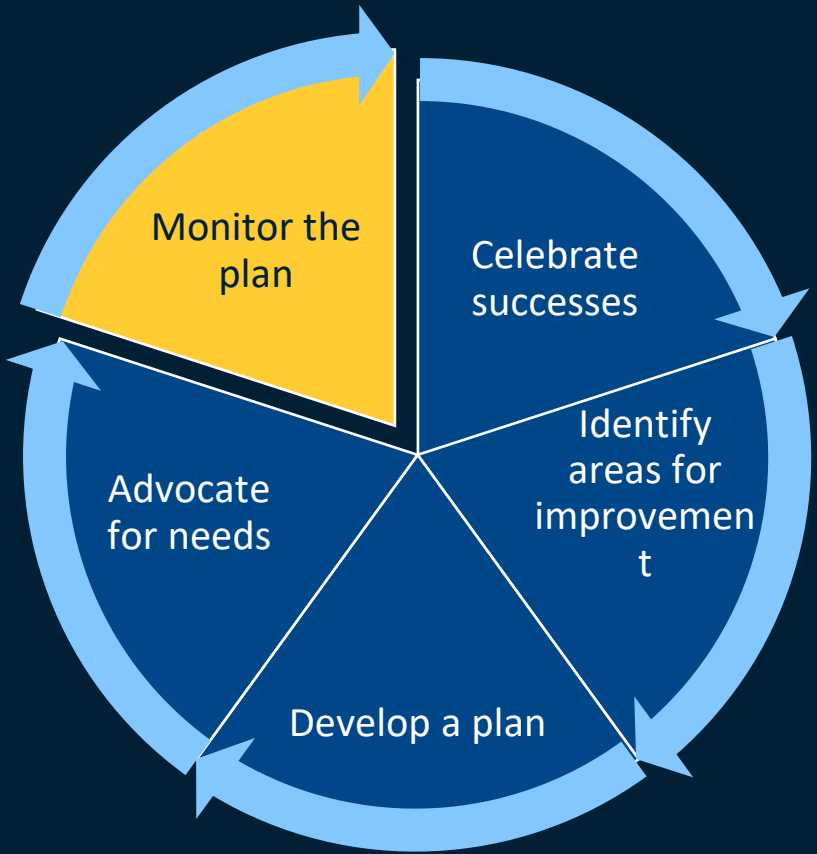 Monitor the
plan
Celebrate
successes
Identify
areas for
improvemen
t
Advocate
for needs
Develop a plan